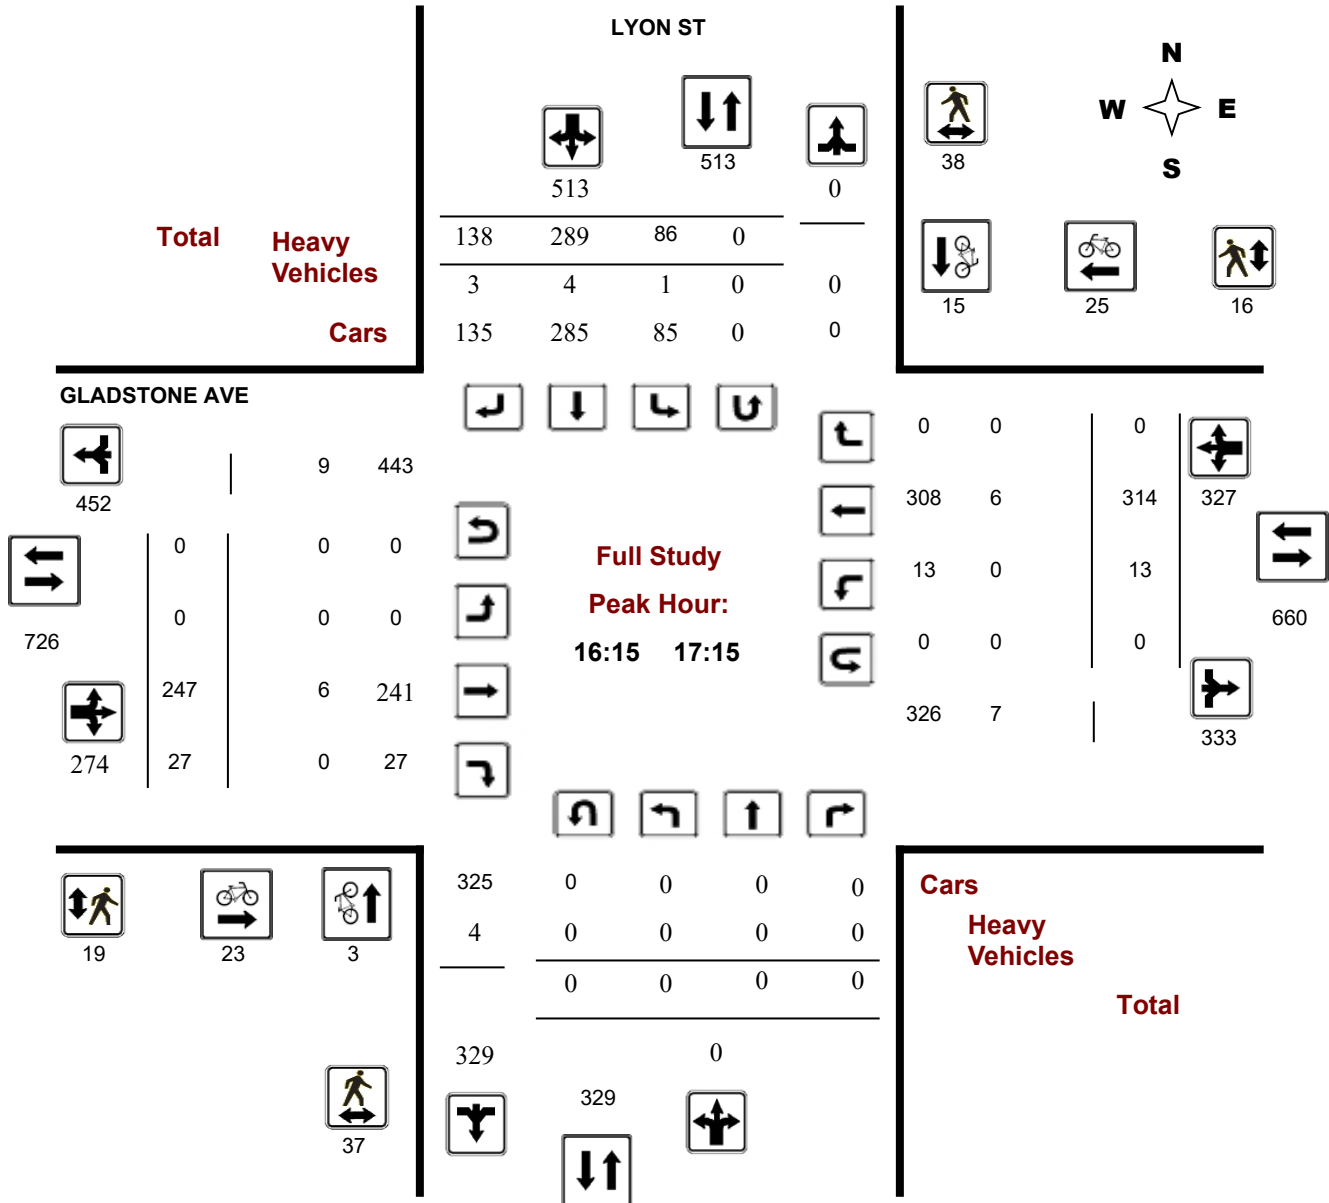 LYON ST
N
W E
S
513
38
513 0
Total Heavy Vehicles
138 289 86 0
3 4 1 0 0
15 25 16
Cars 135 285 85 0 0
GLADSTONE AVE
0 0 0
9 443
452
308 6 314 327
0 0 0
Full Study
13 0 13
Peak Hour:
0 0 0
660
726
16:15 17:15
0 0 0
247 6 241
326 7
333
274 27 0 27
325 0 0 0 0
Cars
4 0 0 0 0
Heavy
Vehicles
19 23 3
0 0 0 0
Total
329 0
329
37